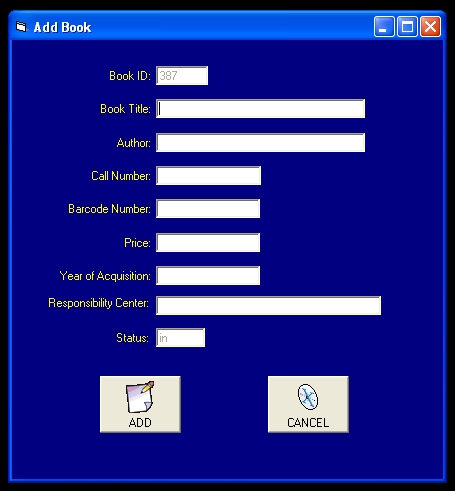 Add Book
Book ID: 387
Book Title:
Author:
Call Number:
Barcode Number:
Price:
Year of Acquisition:
Responsibility Center:
Status: in
ADD CANCEL